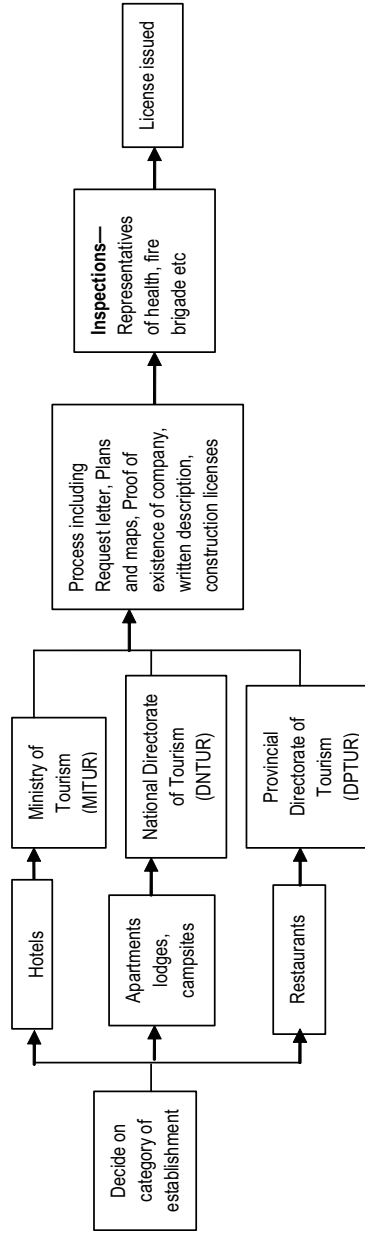 Decide on
category of
establishment
Hotels
Apartments
lodges,
campsites
Restaurants
Ministry of
Tourism
(MITUR)
National Directorate
of Tourism
(DNTUR)
Provincial
Directorate of
Tourism
(DPTUR)
Process including
Request letter, Plans
and maps, Proof of
existence of company,
written description,
construction licenses
Inspections—
Representatives
of health, fire
brigade etc
License issued